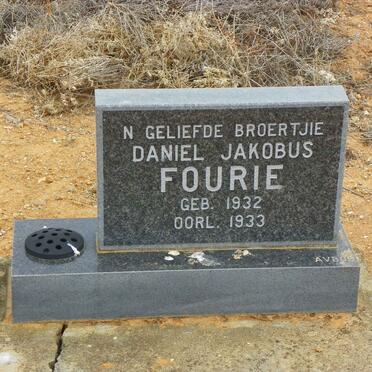 N GELIEFDE BROERTJIE
DANIEL JAKOBUS
FOURIE
GEB. 1932
OORL. 1933